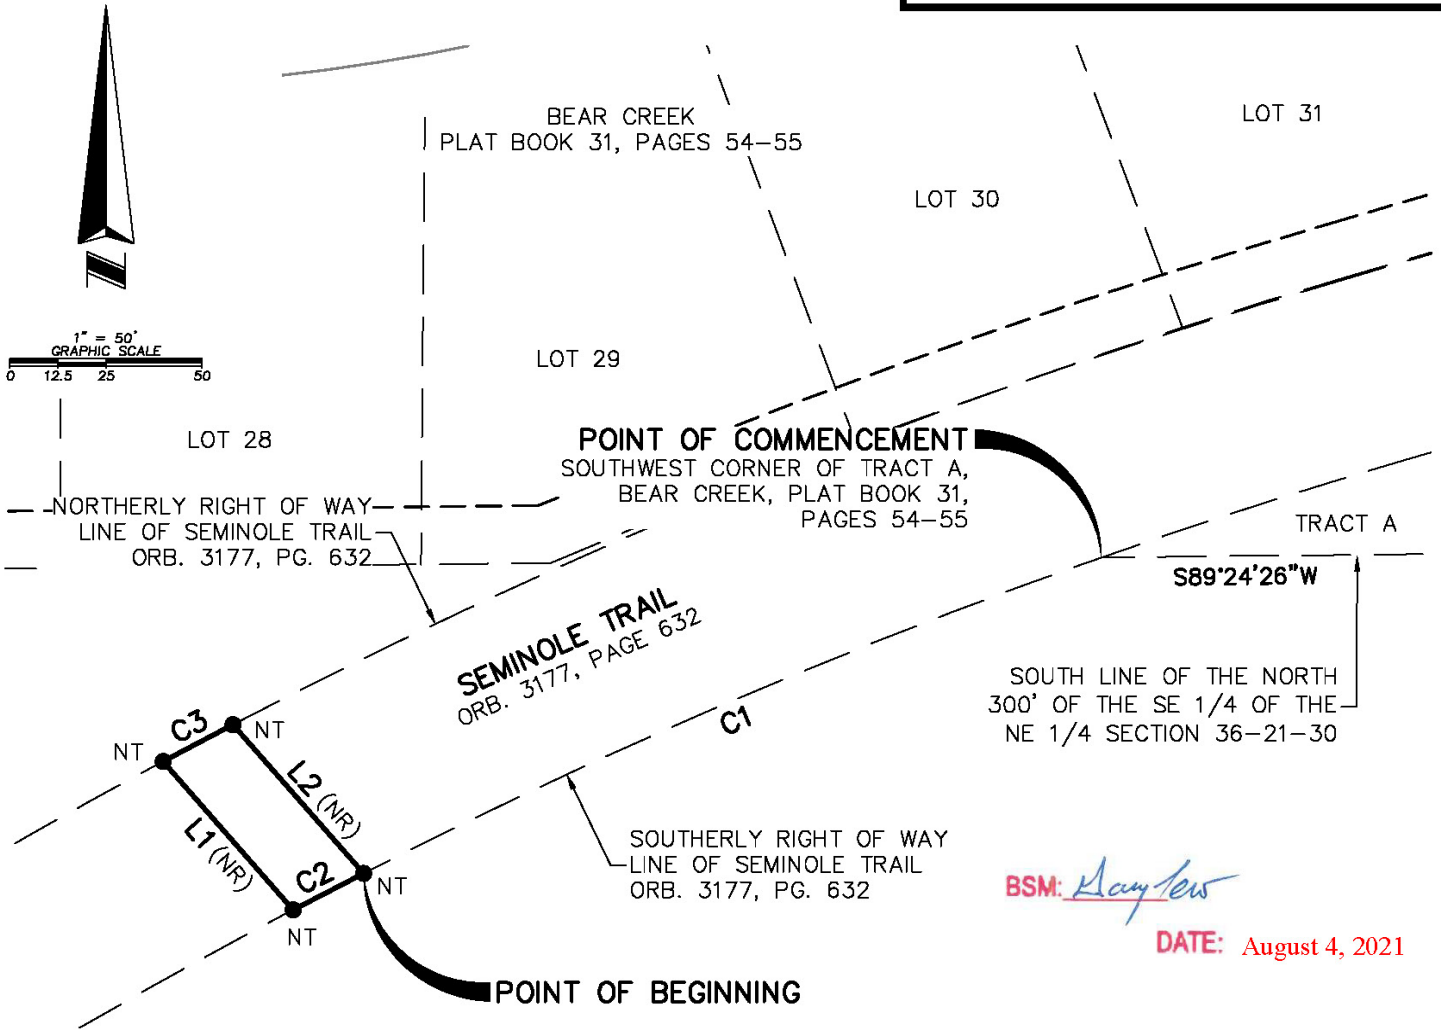 BEAR CREEK
PLAT BOOK 31, PAGES 54-55
LOT 31
LOT 30
1" = 50'
GRAPHIC SCALE
0 12.5 25 50
LOT 29
LOT 28
POINT OF COMMENCEMENT
SOUTHWEST CORNER OF TRACT A,
BEAR CREEK, PLAT BOOK 31,
PAGES 54-55
NORTHERLY RIGHT OF WAY
LINE OF SEMINOLE TRAIL
ORB. 3177, PG. 632
TRACT A
S89°24'26"W
SEMINOLE TRAIL
ORB. 3177, PAGE 632
SOUTH LINE OF THE NORTH
300' OF THE SE 1/4 OF THE
NE 1/4 SECTION 36-21-30
C1
C3
NT
NT
L2 (NR)
L1 (NR)
C2
NT
NT
SOUTHERLY RIGHT OF WAY
LINE OF SEMINOLE TRAIL
ORB. 3177, PG. 632
POINT OF BEGINNING
BSM:
DATE: August 4, 2021